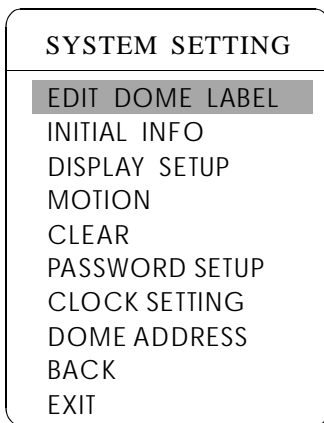 SYSTEM SETTING
EDIT DOME LABEL
INITIAL INFO
DISPLAY SETUP
MOTION
CLEAR
PASSWORD SETUP
CLOCK SETTING
DOME ADDRESS
BACK
EXIT